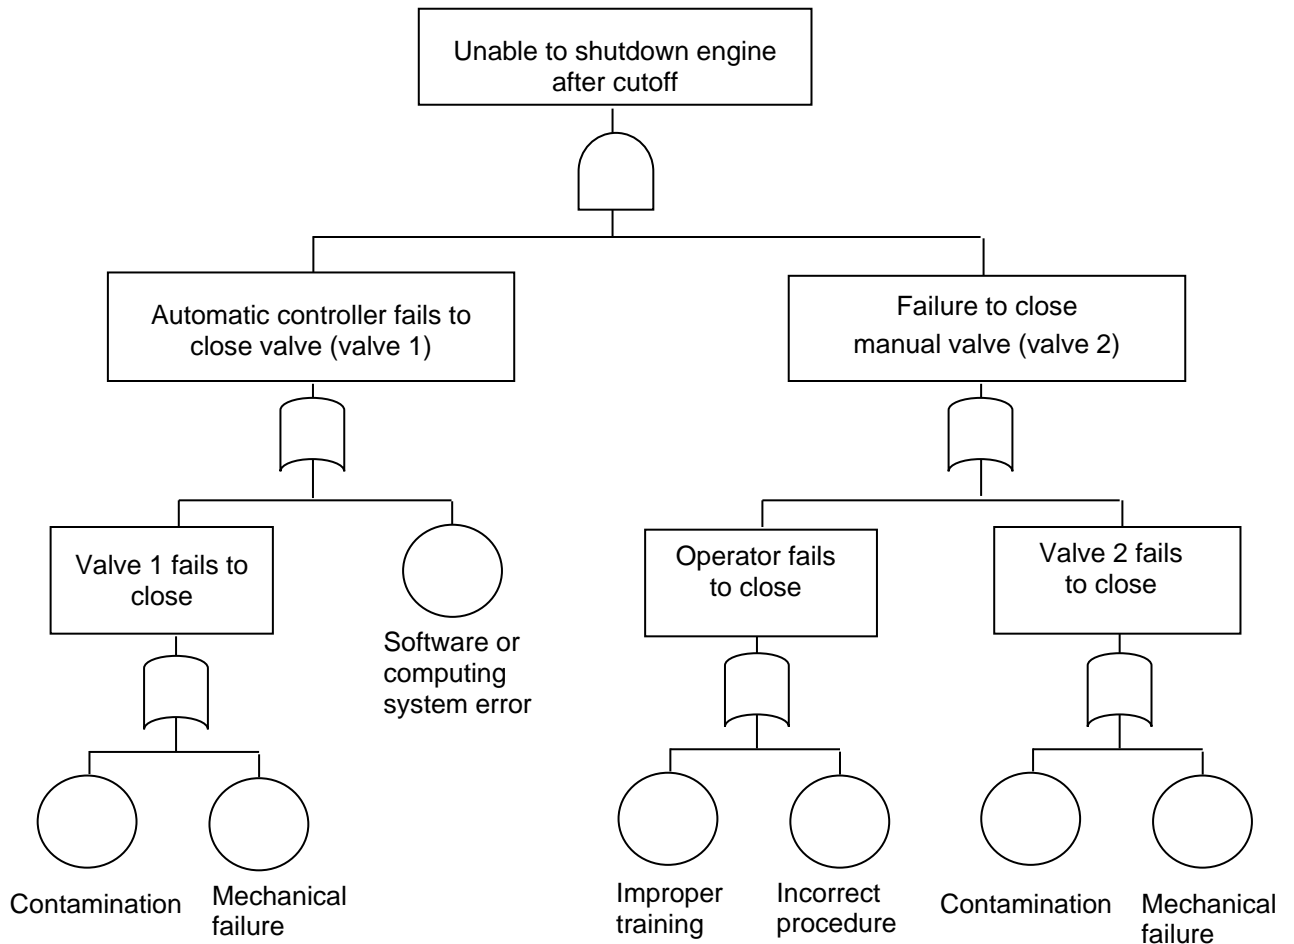 Unable to shutdown engine
after cutoff
Automatic controller fails to
close valve (valve 1)
Failure to close
manual valve (valve 2)
Valve 1 fails to
close
Software or
computing
system error
Operator fails
to close
Valve 2 fails
to close
Contamination
Mechanical
failure
Improper
training
Incorrect
procedure
Contamination
Mechanical
failure